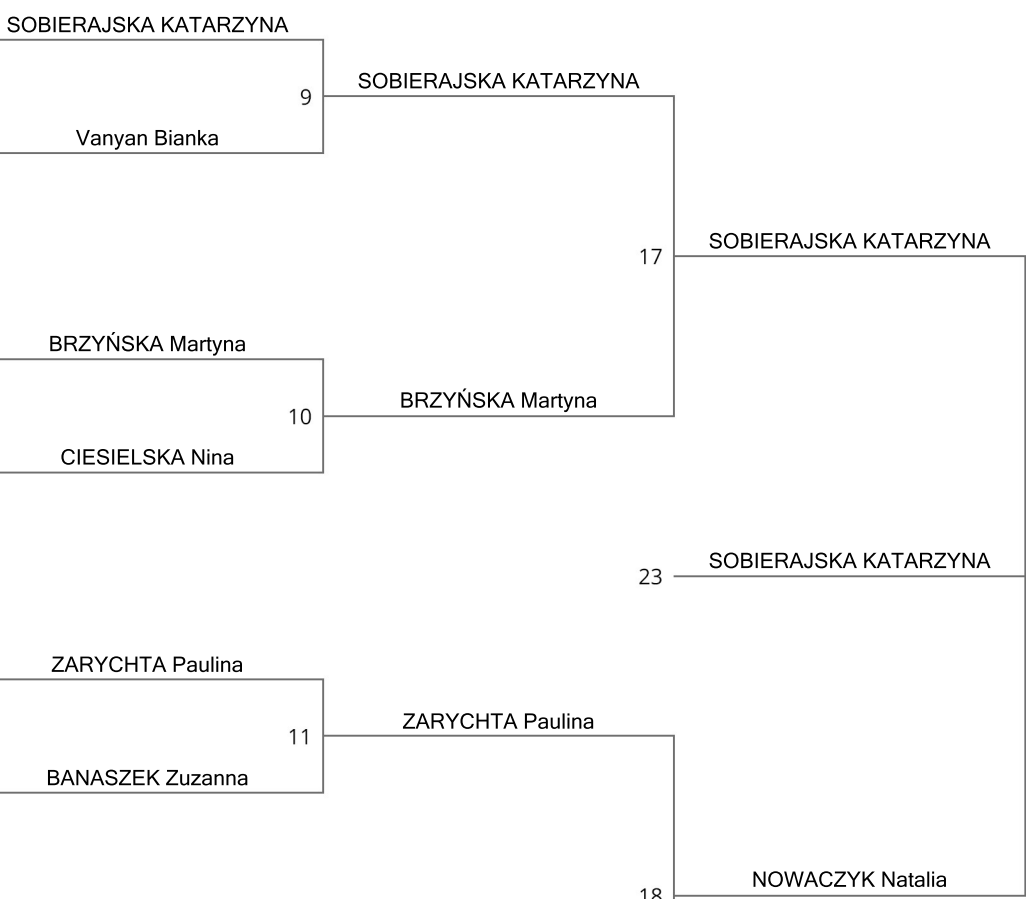 SOBIERAJSKA KATARZYNA
SOBIERAJSKA KATARZYNA
9
Vanyan Bianka
SOBIERAJSKA KATARZYNA
17
BRZYŃSKA Martyna
BRZYŃSKA Martyna
10
CIESIELSKA Nina
SOBIERAJSKA KATARZYNA
23
ZARYCHTA Paulina
ZARYCHTA Paulina
11
BANASZEK Zuzanna
NOWACZYK Natalia
18